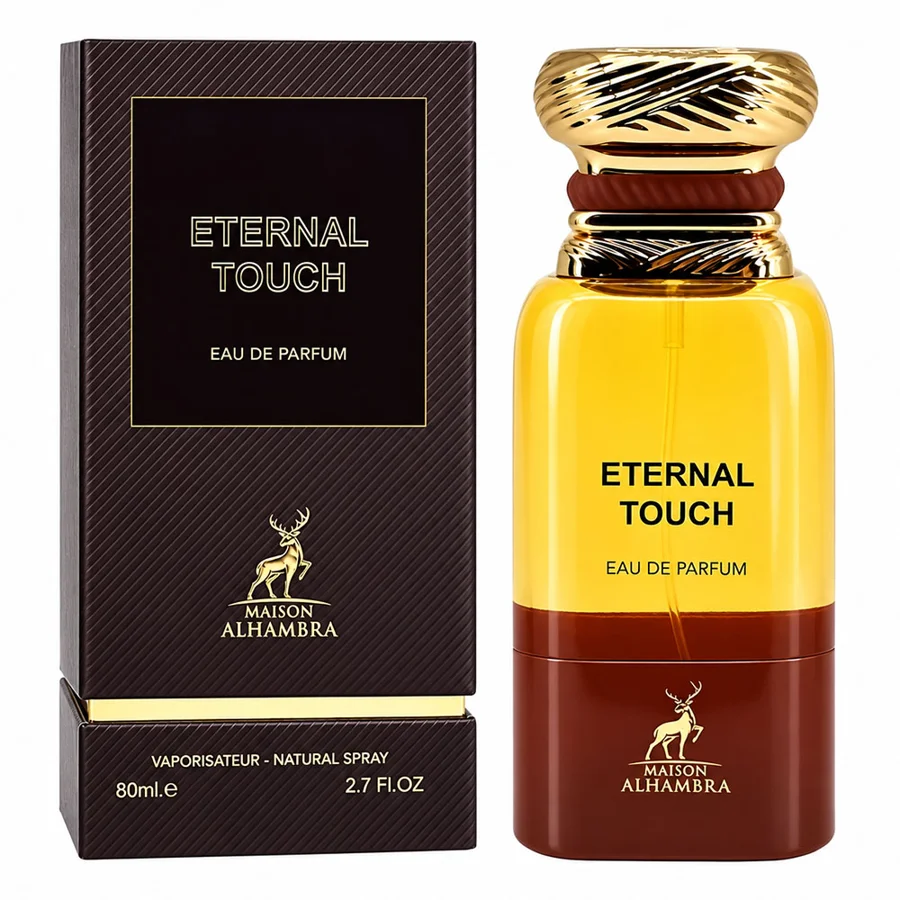 ETERNAL
TOUCH
EAU DE PARFUM
MAISON
ALHAMBRA
VAPORISATEUR - NATURAL SPRAY
80ml.e
2.7 Fl.OZ
ETERNAL
TOUCH
EAU DE PARFUM
MAISON
ALHAMBRA